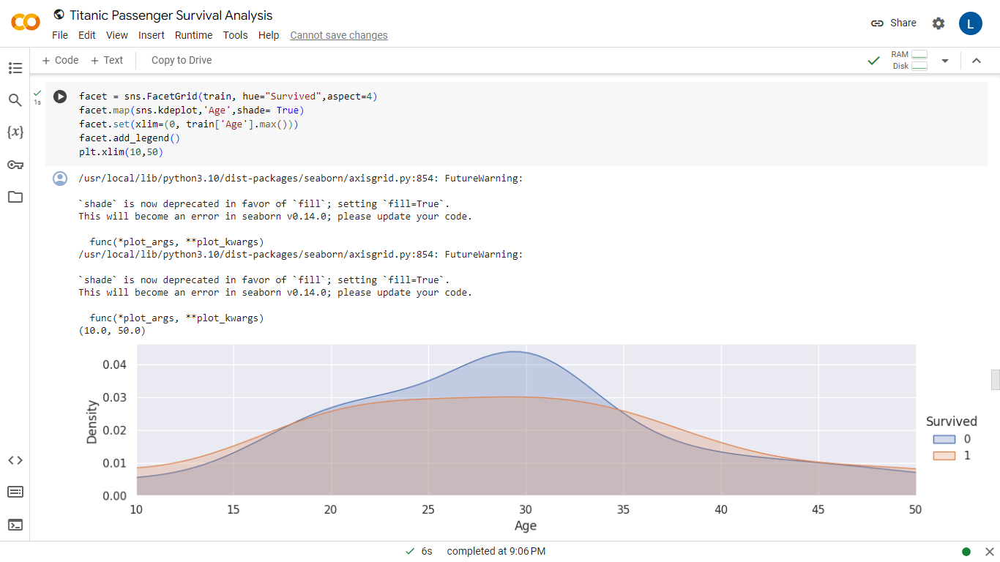 Titanic Passenger Survival Analysis
File Edit View Insert Runtime Tools Help Cannot save changes
Share
L
+ Code + Text Copy to Drive
RAM
Disk
1s
{x}
facet = sns.FacetGrid(train, hue="Survived",aspect=4)
facet.map(sns.kdeplot,'Age',shade= True)
facet.set(xlim=(0, train['Age'].max()))
facet.add_legend()
plt.xlim(10,50)
/usr/local/lib/python3.10/dist-packages/seaborn/axisgrid.py:854: FutureWarning:
`shade` is now deprecated in favor of `fill`; setting `fill=True`.
This will become an error in seaborn v0.14.0; please update your code.
func(*plot_args, **plot_kwargs)
/usr/local/lib/python3.10/dist-packages/seaborn/axisgrid.py:854: FutureWarning:
`shade` is now deprecated in favor of `fill`; setting `fill=True`.
This will become an error in seaborn v0.14.0; please update your code.
func(*plot_args, **plot_kwargs)
(10.0, 50.0)
0.04
0.03
0.02
0.01
0.00
Density
10 15 20 25 30 35 40 45 50
Age
Survived
0
1
6s completed at 9:06 PM